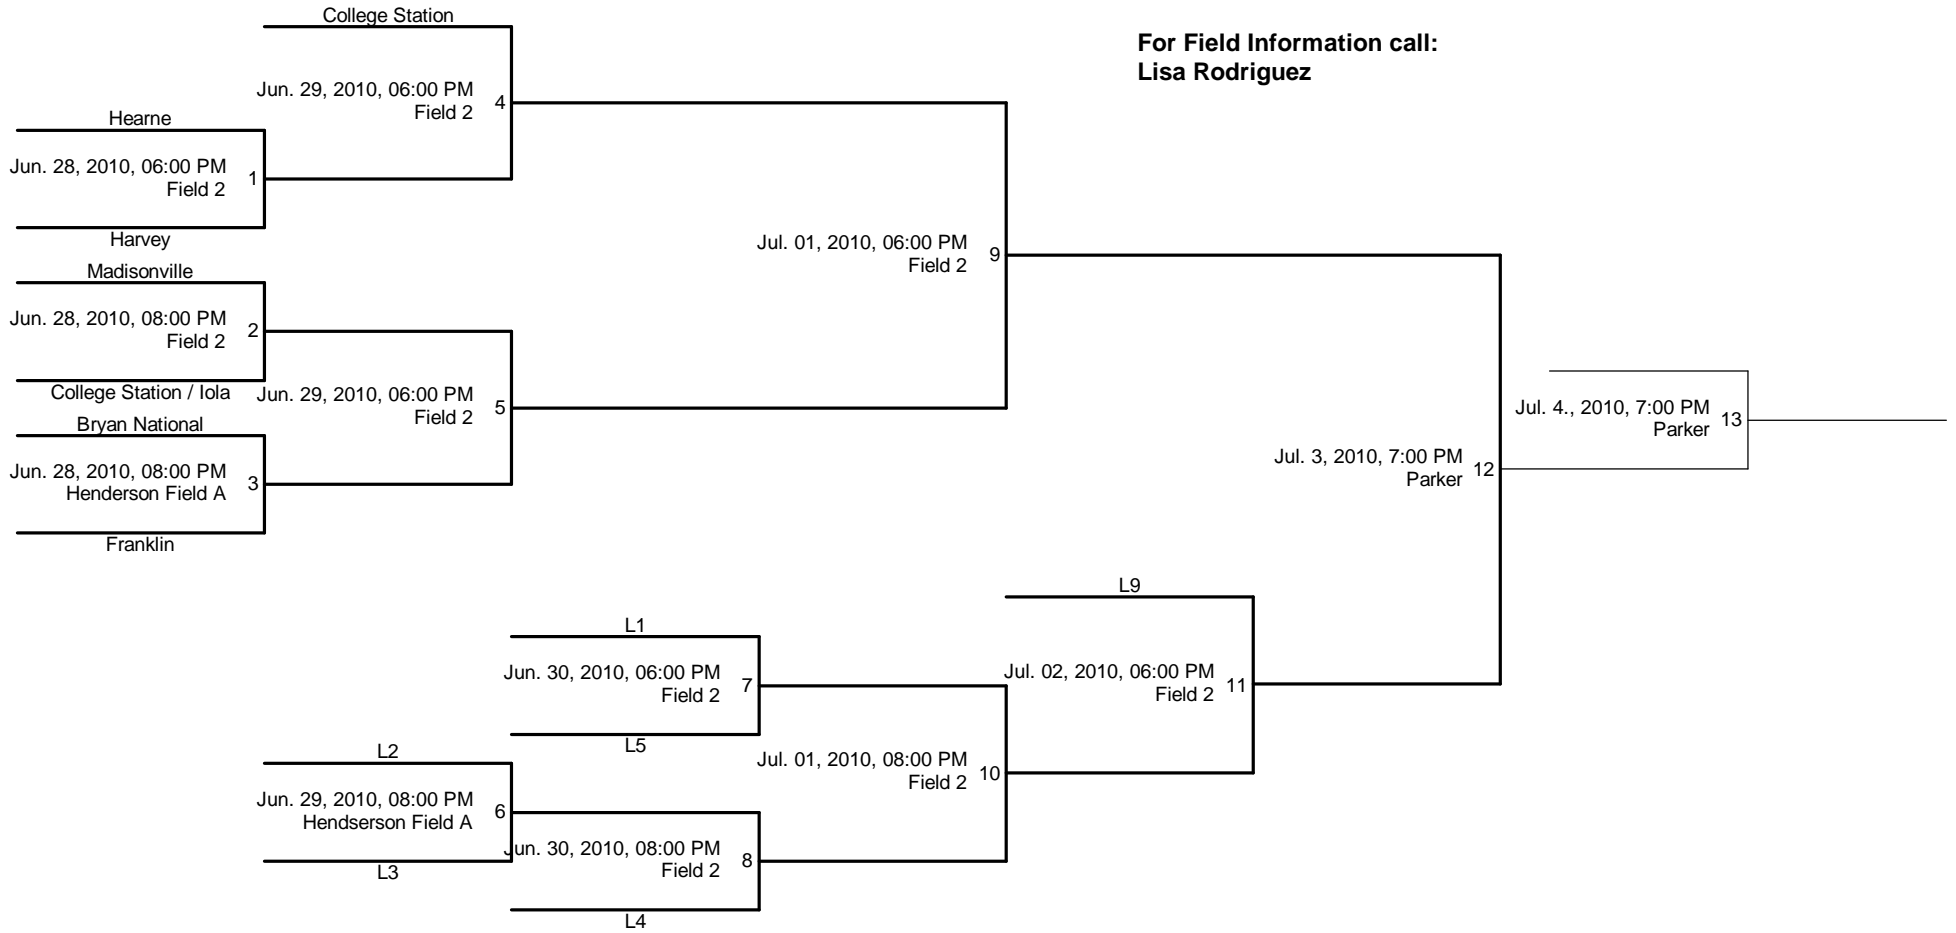 College Station
For Field Information call:
Lisa Rodriguez
Jun. 29, 2010, 06:00 PM
Field 2
4
Hearne
Jun. 28, 2010, 06:00 PM
Field 2
1
Harvey
Jul. 01, 2010, 06:00 PM
Field 2
9
Madisonville
Jun. 28, 2010, 08:00 PM
Field 2
2
College Station / Iola
Jun. 29, 2010, 06:00 PM
Field 2
5
Bryan National
Jun. 28, 2010, 08:00 PM
Henderson Field A
3
Franklin
Jul. 4., 2010, 7:00 PM
Parker
13
Jul. 3, 2010, 7:00 PM
Parker
12
L9
L1
Jun. 30, 2010, 06:00 PM
Field 2
7
L5
Jul. 02, 2010, 06:00 PM
Field 2
11
L2
Jun. 29, 2010, 08:00 PM
Hendserson Field A
6
L3
Jul. 01, 2010, 08:00 PM
Field 2
10
Jun. 30, 2010, 08:00 PM
Field 2
8
L4